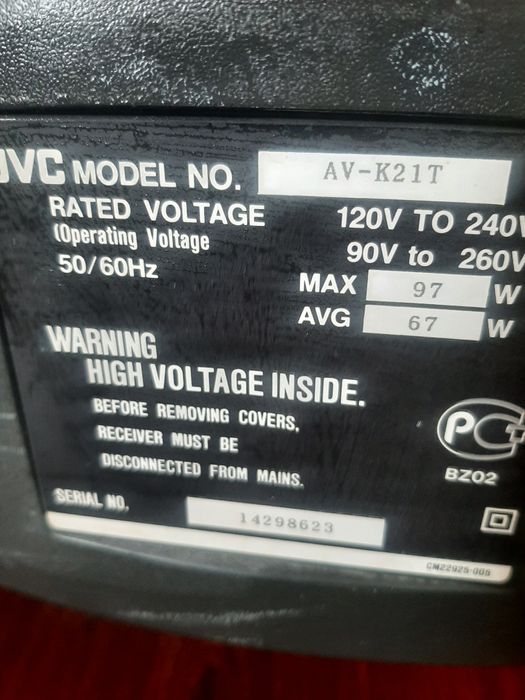 JVC MODEL NO. AV-K21T
RATED VOLTAGE 120V TO 240V
(Operating Voltage 90V to 260V
50/60Hz
MAX 97 W
AVG 67 W
WARNING
HIGH VOLTAGE INSIDE.
BEFORE REMOVING COVERS,
RECEIVER MUST BE
DISCONNECTED FROM MAINS.
РСТ
BZ02
SERIAL NO. 14298623
CM22925-005